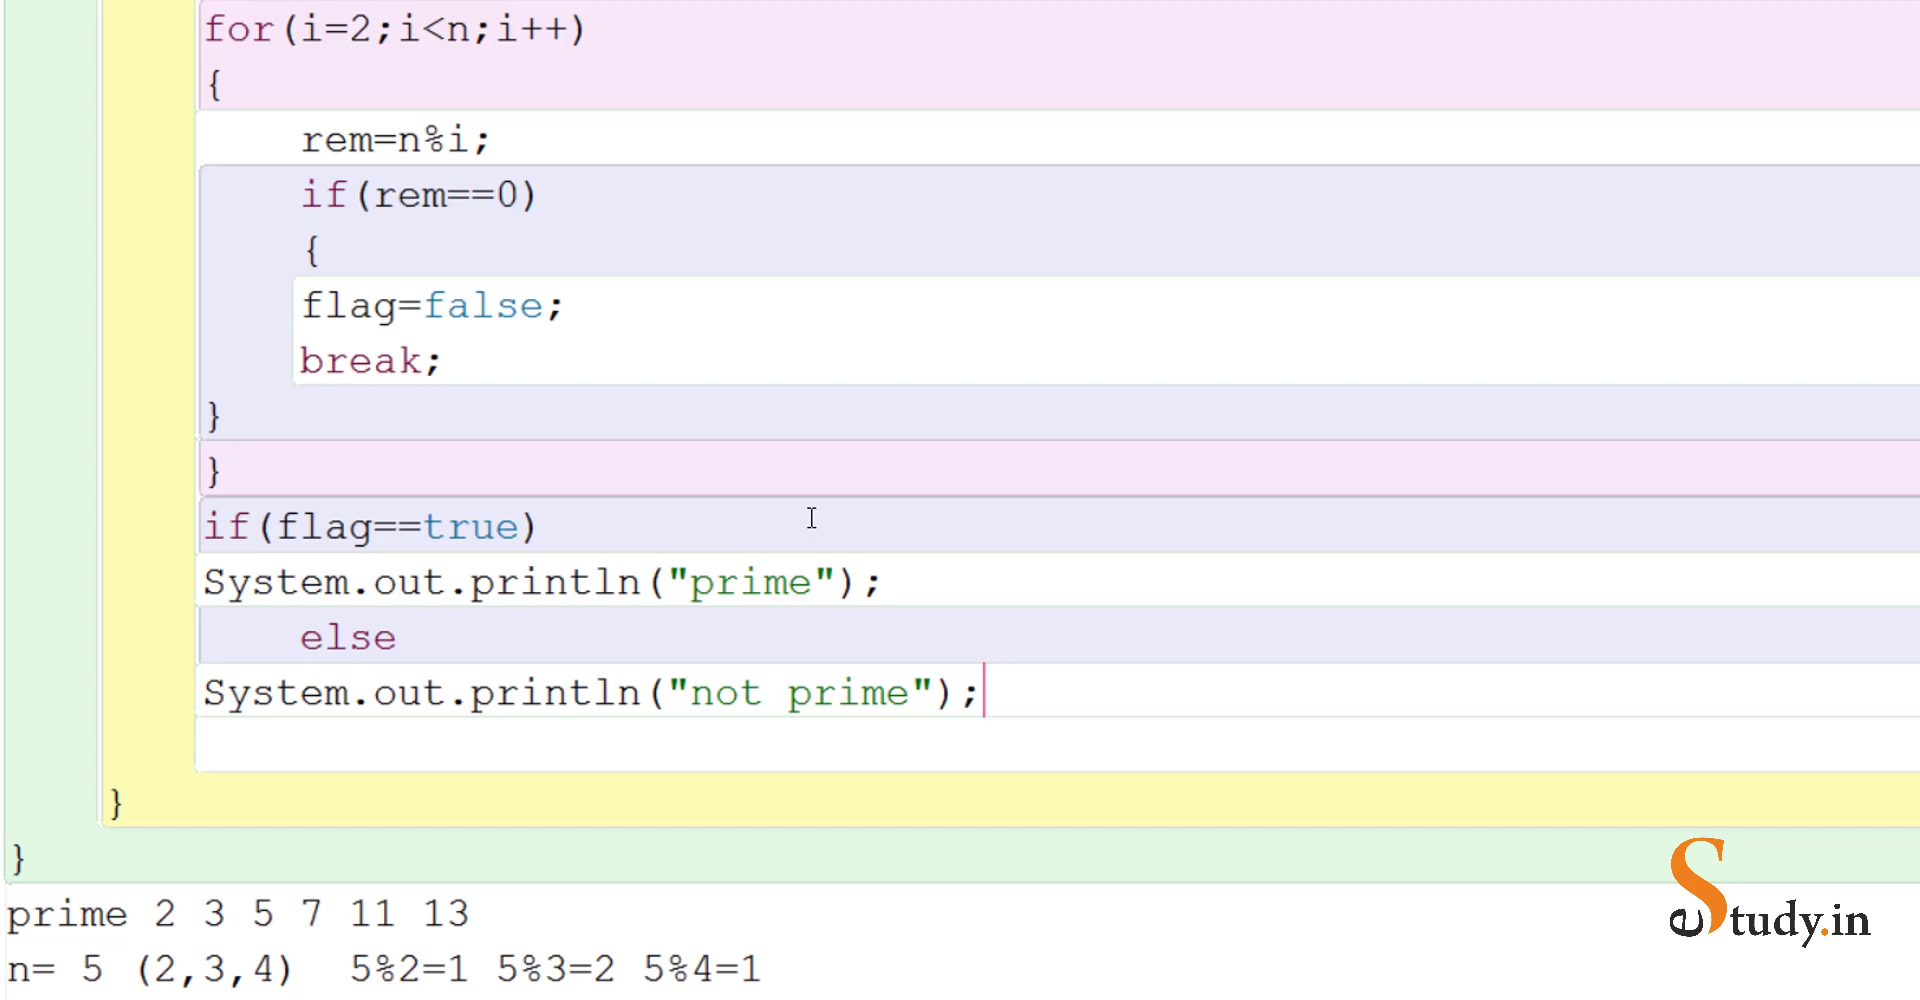 for(i=2;i<n;i++)
{
rem=n%i;
if(rem==0)
{
flag=false;
break;
}
}
if(flag==true)
System.out.println("prime");
else
System.out.println("not prime");
}
}
prime 2 3 5 7 11 13
n= 5 (2,3,4) 5%2=1 5%3=2 5%4=1
eStudy.in